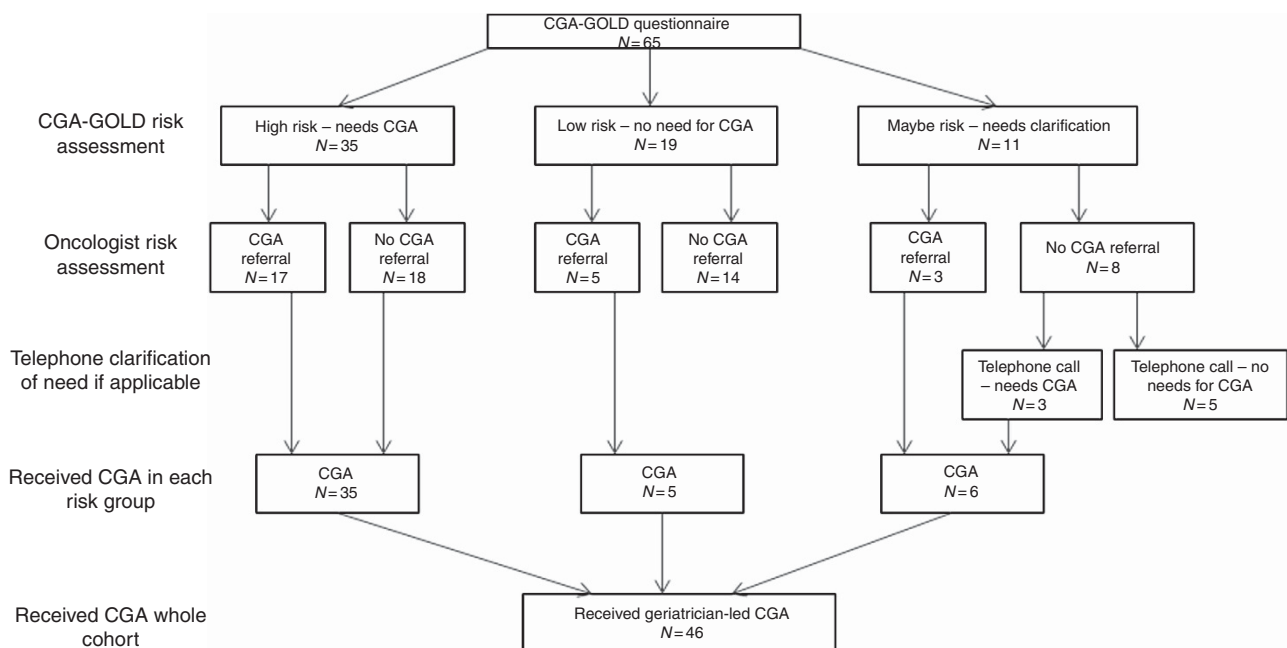 CGA-GOLD questionnaire
N=65
CGA-GOLD risk
assessment
High risk – needs CGA
N=35
Low risk – no need for CGA
N=19
Maybe risk – needs clarification
N=11
Oncologist risk
assessment
CGA
referral
N=17
No CGA
referral
N=18
CGA
referral
N=5
No CGA
referral
N=14
CGA
referral
N=3
No CGA referral
N=8
Telephone clarification
of need if applicable
Telephone call
– needs CGA
N=3
Telephone call – no
needs for CGA
N=5
Received CGA in each
risk group
CGA
N=35
CGA
N=5
CGA
N=6
Received CGA whole
cohort
Received geriatrician-led CGA
N=46